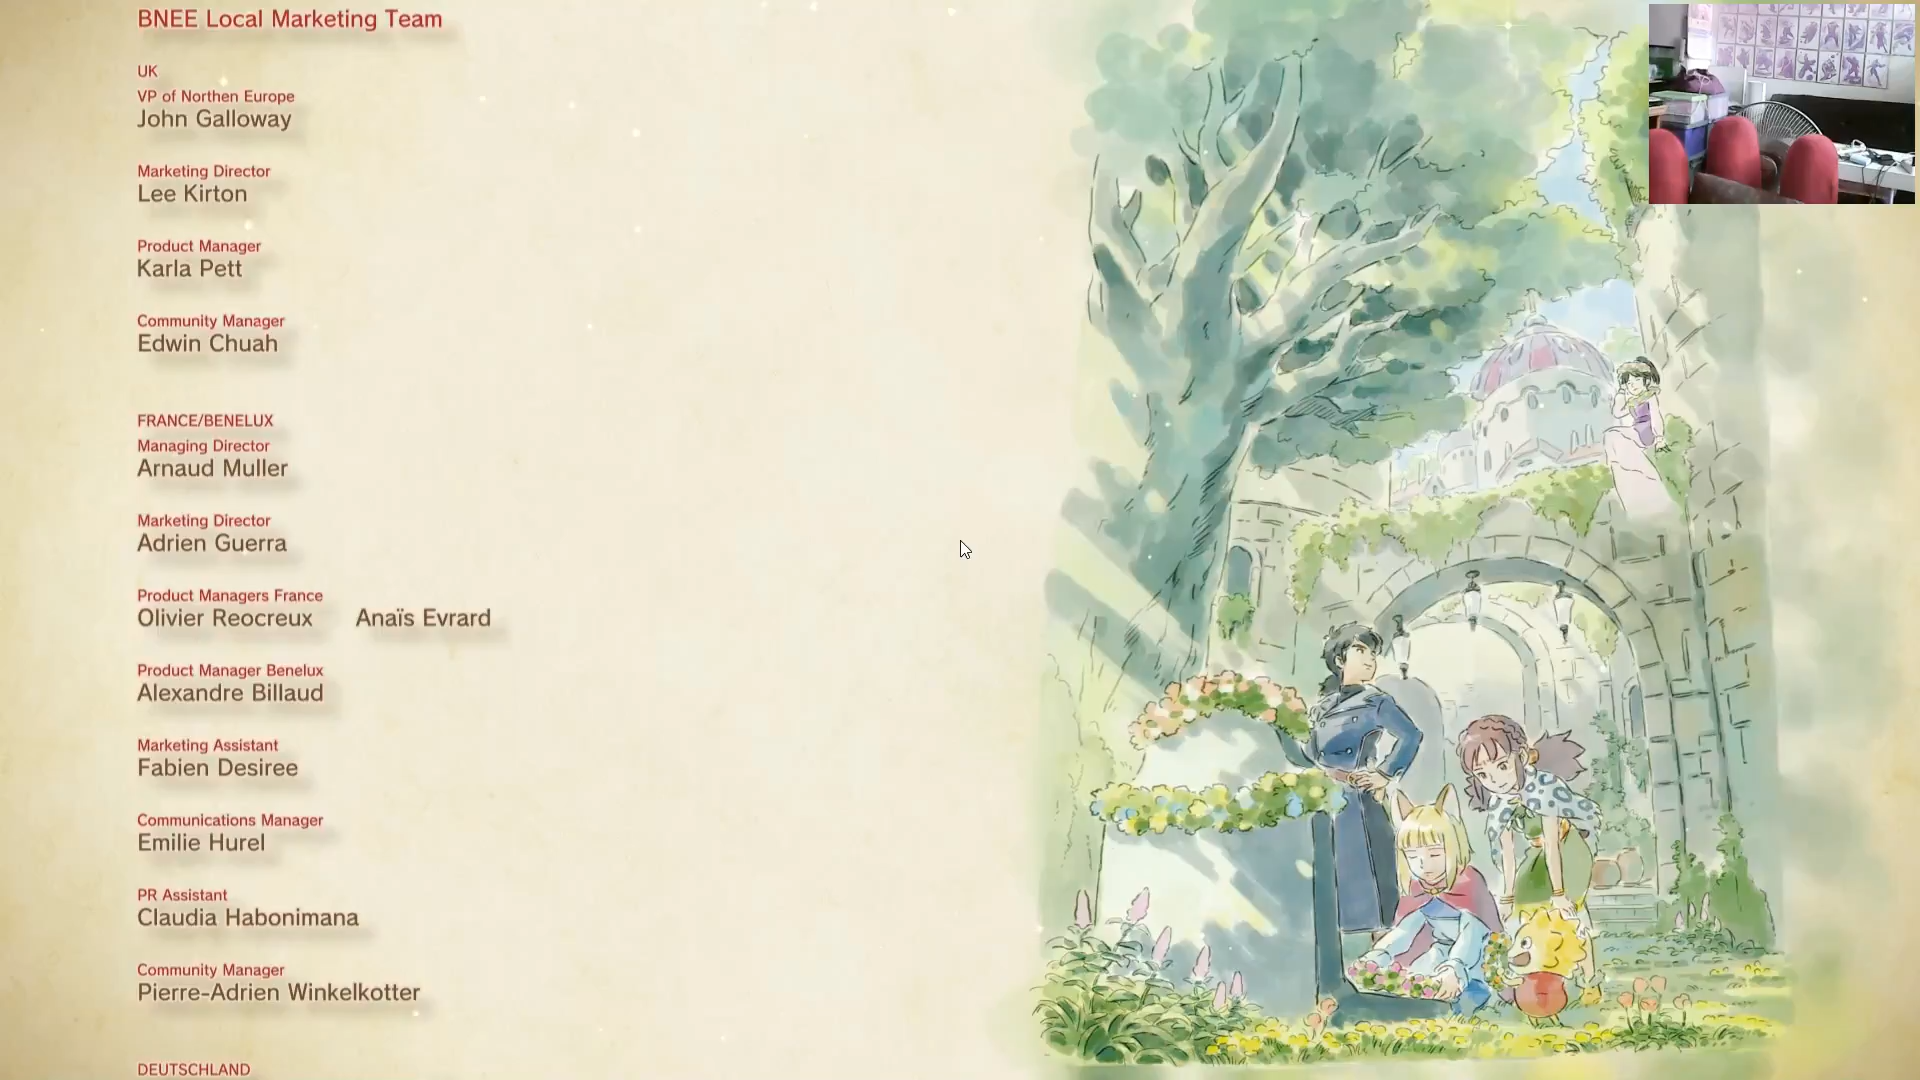 BNEE Local Marketing Team
UK
VP of Northen Europe
John Galloway
Marketing Director
Lee Kirton
Product Manager
Karla Pett
Community Manager
Edwin Chuah
FRANCE/BENELUX
Managing Director
Arnaud Muller
Marketing Director
Adrien Guerra
Product Managers France
Olivier Reocreux Anaïs Evrard
Product Manager Benelux
Alexandre Billaud
Marketing Assistant
Fabien Desiree
Communications Manager
Emilie Hurel
PR Assistant
Claudia Habonimana
Community Manager
Pierre-Adrien Winkelkotter
DEUTSCHLAND